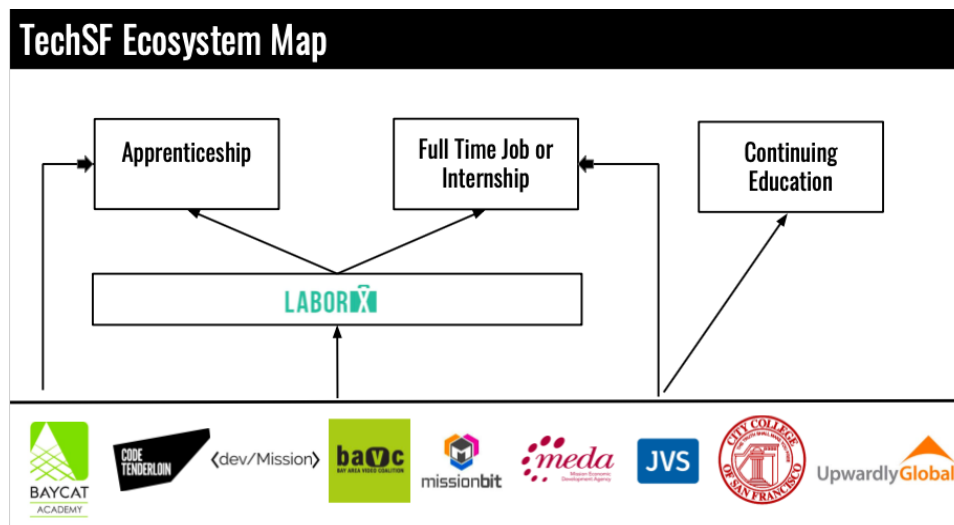 TechSF Ecosystem Map
Apprenticeship
Full Time Job or
Internship
Continuing
Education
LABORX
BAYCAT
ACADEMY
CODE
TENDERLOIN
</dev/Mission>
bavc
BAY AREA VIDEO COALITION
missionbit
meda
Mission Economic
Development Agency
JVS
CITY COLLEGE
OF SAN FRANCISCO
UpwardlyGlobal